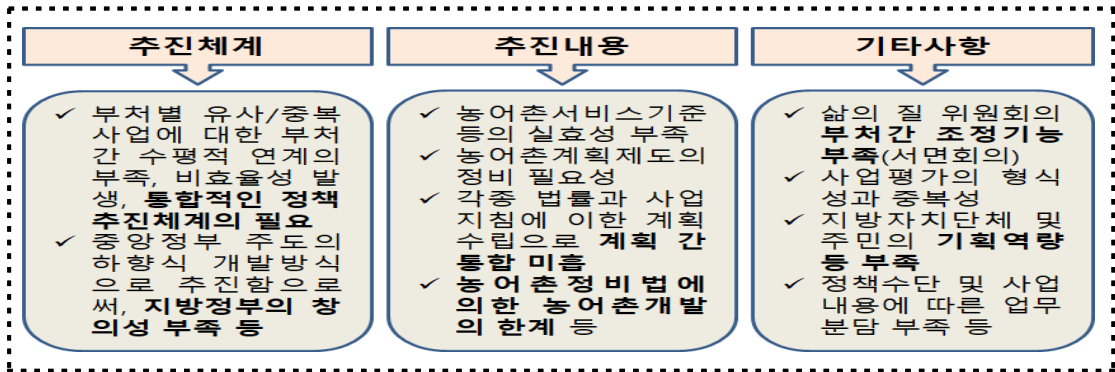 추진체계
✓ 부처별 유사/중복
사업에 대한 부처
간 수평적 연계의
부족, 비효율성 발
생, 통합적인 정책
추진체계의 필요
✓ 중앙정부 주도의
하향식 개발방식
으로 추진함으로
써, 지방정부의 창
의성 부족 등
추진내용
✓ 농어촌서비스기준
등의 실효성 부족
✓ 농어촌계획제도의
정비 필요성
✓ 각종 법률과 사업
지침에 이한 계획
수립으로 계획 간
통합 미흡
✓ 농어촌정비법에
의한 농어촌개발
의 한계 등
기타사항
✓ 삶의 질 위원회의
부처간 조정기능
부족(서면회의)
✓ 사업평가의 형식
성과 중복성
✓ 지방자치단체 및
주민의 기획역량
등 부족
✓ 정책수단 및 사업
내용에 따른 업무
분담 부족 등